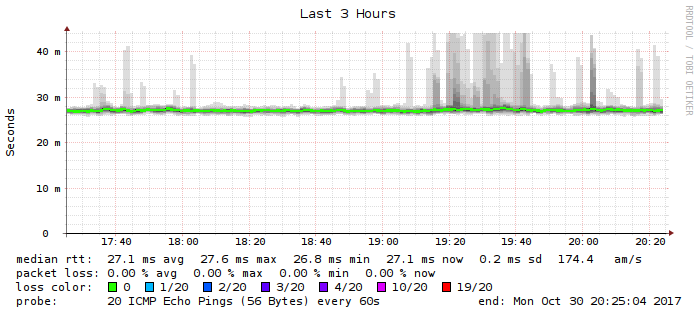 Last 3 Hours
RRDTOOL / TOBI OETIKER
Seconds
40 m
30 m
20 m
10 m
0
17:40 18:00 18:20 18:40 19:00 19:20 19:40 20:00 20:20
median rtt: 27.1 ms avg 27.6 ms max 26.8 ms min 27.1 ms now 0.2 ms sd 174.4 am/s
packet loss: 0.00 % avg 0.00 % max 0.00 % min 0.00 % now
loss color: 0 1/20 2/20 3/20 4/20 10/20 19/20
probe: 20 ICMP Echo Pings (56 Bytes) every 60s end: Mon Oct 30 20:25:04 2017